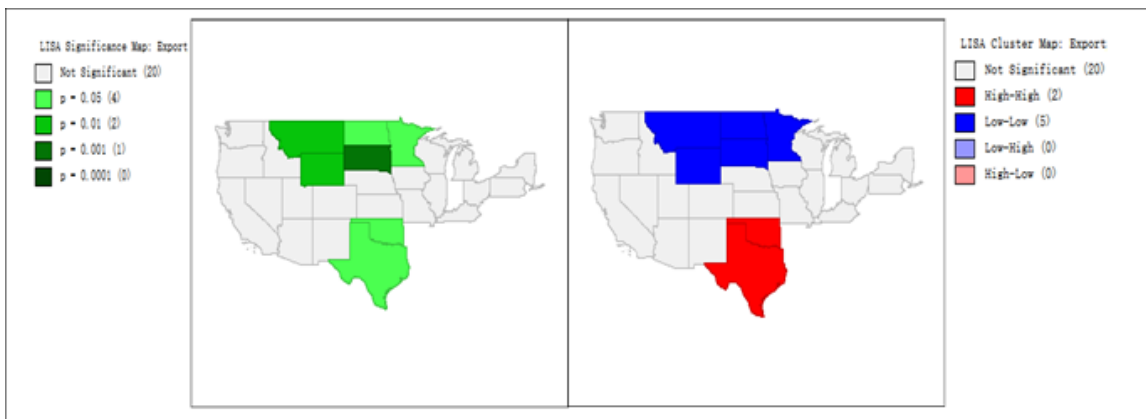 LISA Significance Map: Export
Not Significant (20)
p = 0.05 (4)
p = 0.01 (2)
p = 0.001 (1)
p = 0.0001 (0)
LISA Cluster Map: Export
Not Significant (20)
High-High (2)
Low-Low (5)
Low-High (0)
High-Low (0)